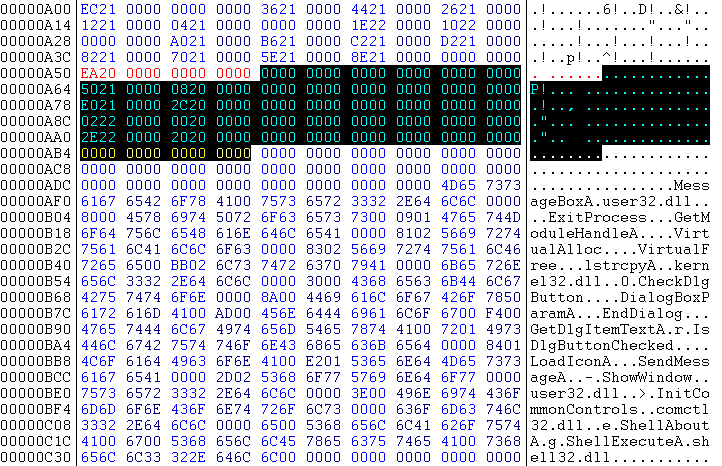 00000A00 EC21 0000 0000 0000 3621 0000 4421 0000 2621 0000 .!......6!..D!..&!..
00000A14 1221 0000 0421 0000 0000 0000 1E22 0000 1022 0000 .!...!......."..."..
00000A28 0000 0000 A021 0000 B621 0000 C221 0000 D221 0000 .....!...!...!...!..
00000A3C 8221 0000 7021 0000 5E21 0000 8E21 0000 0000 0000 .!..p!..^!...!......
00000A50 EA20 0000 0000 0000 0000 0000 0000 0000 0000 0000 . ..................
00000A64 5021 0000 0820 0000 0000 0000 0000 0000 0000 0000 P!... ..............
00000A78 E021 0000 2C20 0000 0000 0000 0000 0000 0000 0000 .!.., ..............
00000A8C 0222 0000 0020 0000 0000 0000 0000 0000 0000 0000 ."... ..............
00000AA0 2E22 0000 2020 0000 0000 0000 0000 0000 0000 0000 ."..  ..............
00000AB4 0000 0000 0000 0000 0000 0000 0000 0000 0000 0000 ....................
00000AC8 0000 0000 0000 0000 0000 0000 0000 0000 0000 0000 ....................
00000ADC 0000 0000 0000 0000 0000 0000 0000 0000 4D65 7373 ................Mess
00000AF0 6167 6542 6F78 4100 7573 6572 3332 2E64 6C6C 0000 ageBoxA.user32.dll..
00000B04 8000 4578 6974 5072 6F63 6573 7300 0901 4765 744D ..ExitProcess...GetM
00000B18 6F64 756C 6548 616E 646C 6541 0000 8102 5669 7274 oduleHandleA....Virt
00000B2C 7561 6C41 6C6C 6F63 0000 8302 5669 7274 7561 6C46 ualAlloc....VirtualF
00000B40 7265 6500 BB02 6C73 7472 6370 7941 0000 6B65 726E ree...lstrcpyA..kern
00000B54 656C 3332 2E64 6C6C 0000 3000 4368 6563 6B44 6C67 el32.dll..0.CheckDlg
00000B68 4275 7474 6F6E 0000 8A00 4469 616C 6F67 426F 7850 Button....DialogBoxP
00000B7C 6172 616D 4100 AD00 456E 6444 6961 6C6F 6700 F400 aramA...EndDialog...
00000B90 4765 7444 6C67 4974 656D 5465 7874 4100 7201 4973 GetDlgItemTextA.r.Is
00000BA4 446C 6742 7574 746F 6E43 6865 636B 6564 0000 8401 DlgButtonChecked....
00000BB8 4C6F 6164 4963 6F6E 4100 E201 5365 6E64 4D65 7373 LoadIconA...SendMess
00000BCC 6167 6541 0000 2D02 5368 6F77 5769 6E64 6F77 0000 ageA..-.ShowWindow..
00000BE0 7573 6572 3332 2E64 6C6C 0000 3E00 496E 6974 436F user32.dll..>.InitCo
00000BF4 6D6D 6F6E 436F 6E74 726F 6C73 0000 636F 6D63 746C mmonControls..comctl
00000C08 3332 2E64 6C6C 0000 6500 5368 656C 6C41 626F 7574 32.dll..e.ShellAbout
00000C1C 4100 6700 5368 656C 6C45 7865 6375 7465 4100 7368 A.g.ShellExecuteA.sh
00000C30 656C 6C33 322E 646C 6C00 0000 0000 0000 0000 0000 ell32.dll...........